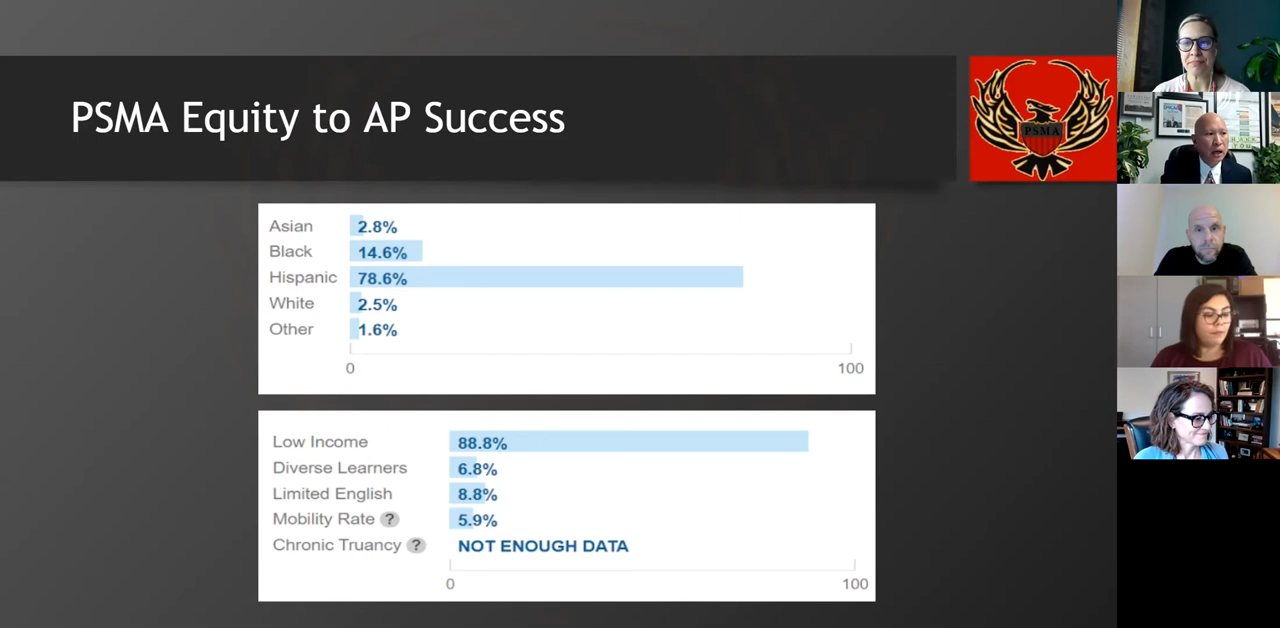 PSMA Equity to AP Success
PSMA
Asian 2.8%
Black 14.6%
Hispanic 78.6%
White 2.5%
Other 1.6%
0 100
Low Income 88.8%
Diverse Learners 6.8%
Limited English 8.8%
Mobility Rate ? 5.9%
Chronic Truancy ? NOT ENOUGH DATA
0 100